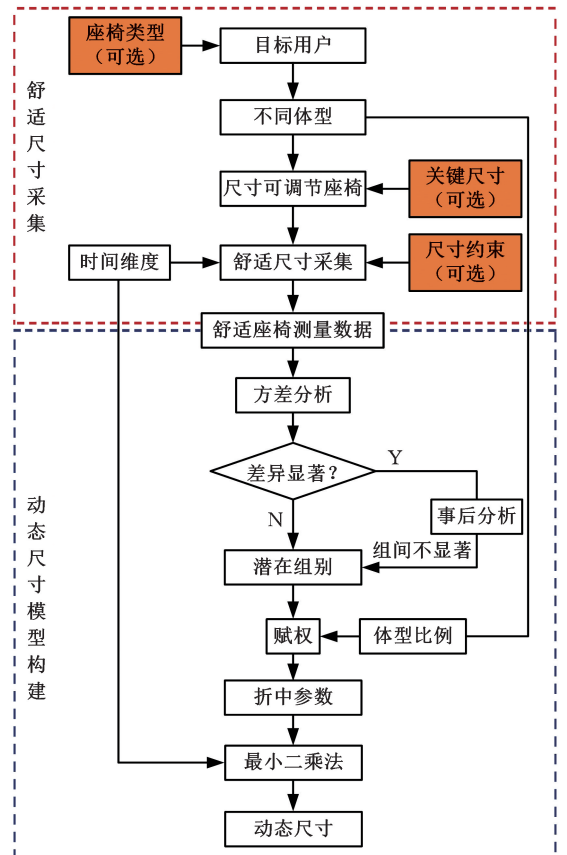 座椅类型
（可选）
目标用户
舒适尺寸采集
不同体型
尺寸可调节座椅
关键尺寸
（可选）
时间维度
舒适尺寸采集
尺寸约束
（可选）
舒适座椅测量数据
方差分析
差异显著？
Y
N
事后分析
组间不显著
动态尺寸模型构建
潜在组别
赋权
体型比例
折中参数
最小二乘法
动态尺寸